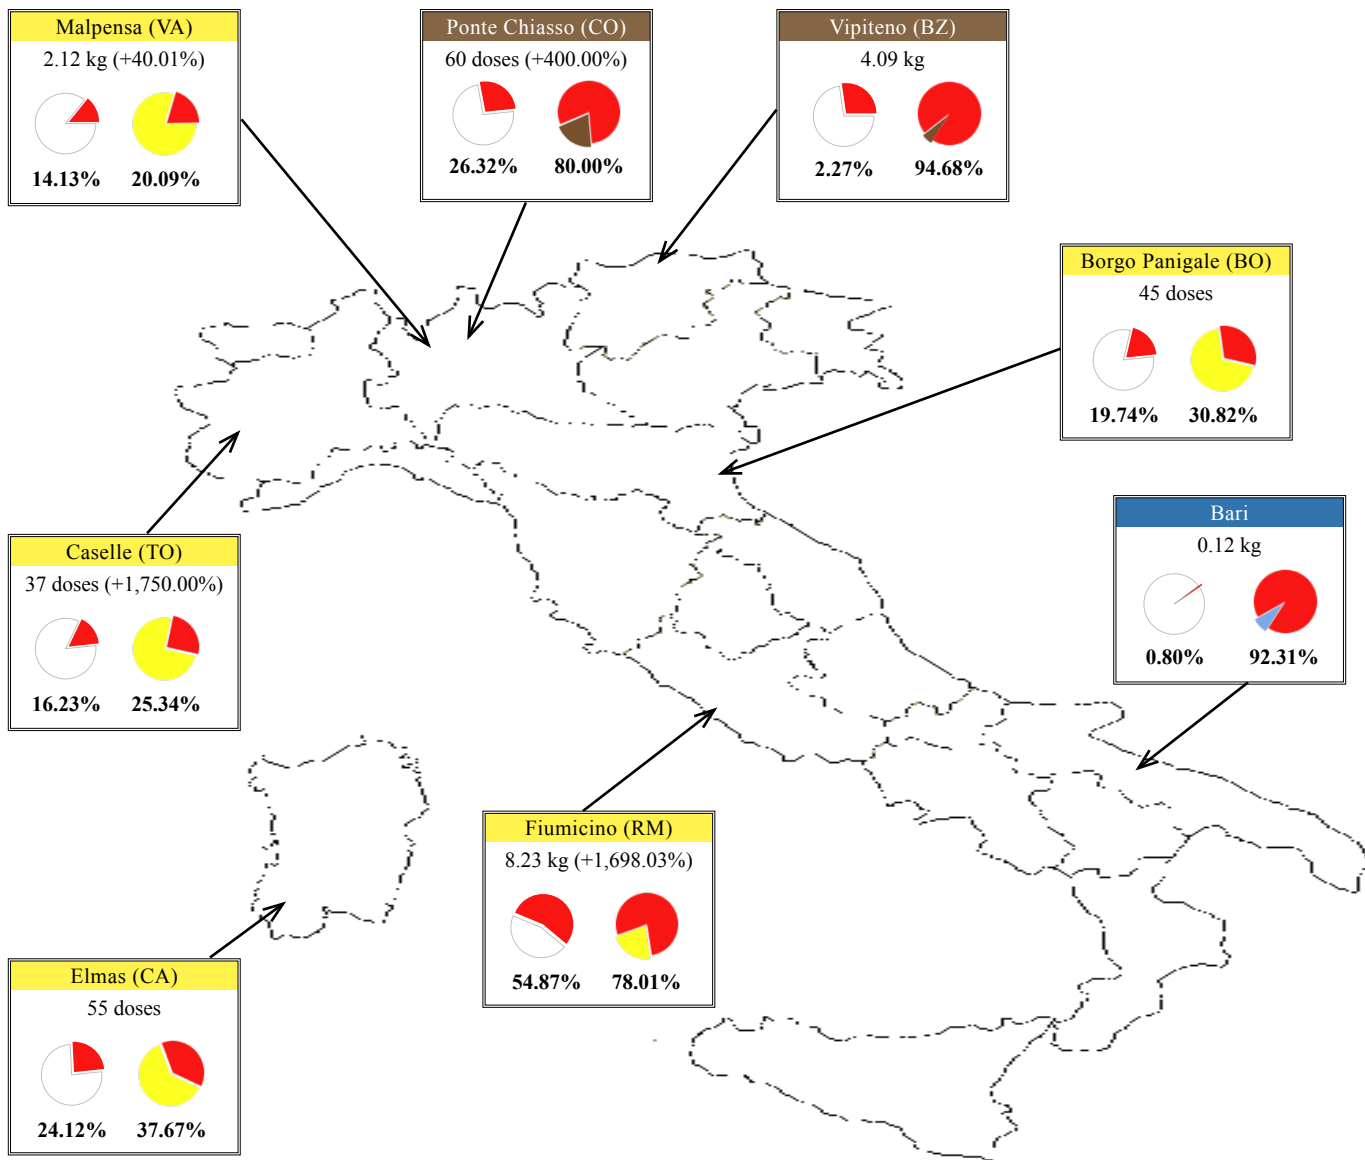 Malpensa (VA)
2.12 kg (+40.01%)
14.13% 20.09%
Ponte Chiasso (CO)
60 doses (+400.00%)
26.32% 80.00%
Vipiteno (BZ)
4.09 kg
2.27% 94.68%
Borgo Panigale (BO)
45 doses
19.74% 30.82%
Caselle (TO)
37 doses (+1,750.00%)
16.23% 25.34%
Bari
0.12 kg
0.80% 92.31%
Fiumicino (RM)
8.23 kg (+1,698.03%)
54.87% 78.01%
Elmas (CA)
55 doses
24.12% 37.67%